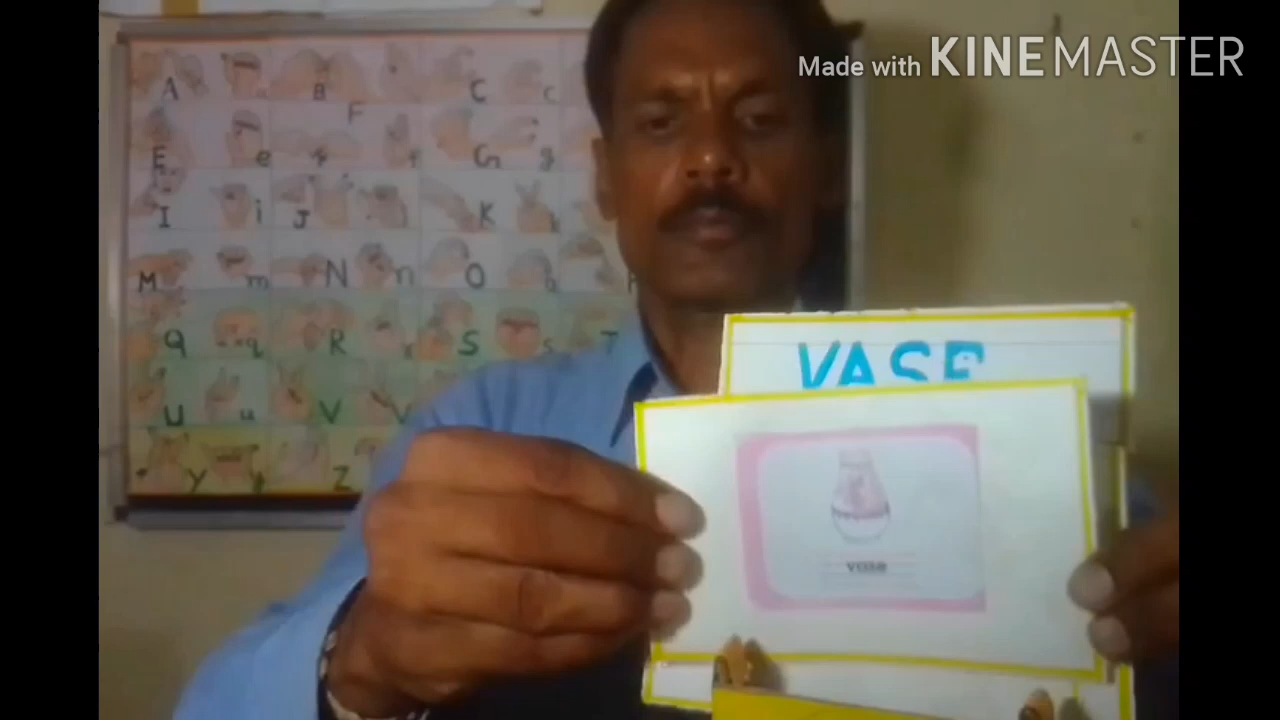 Made with KINEMASTER
A B C c
F
E e f f G g
I i J j K k
M m N n O o P
Q q R r S s T
U u V v
Y y Z
VASE
vase